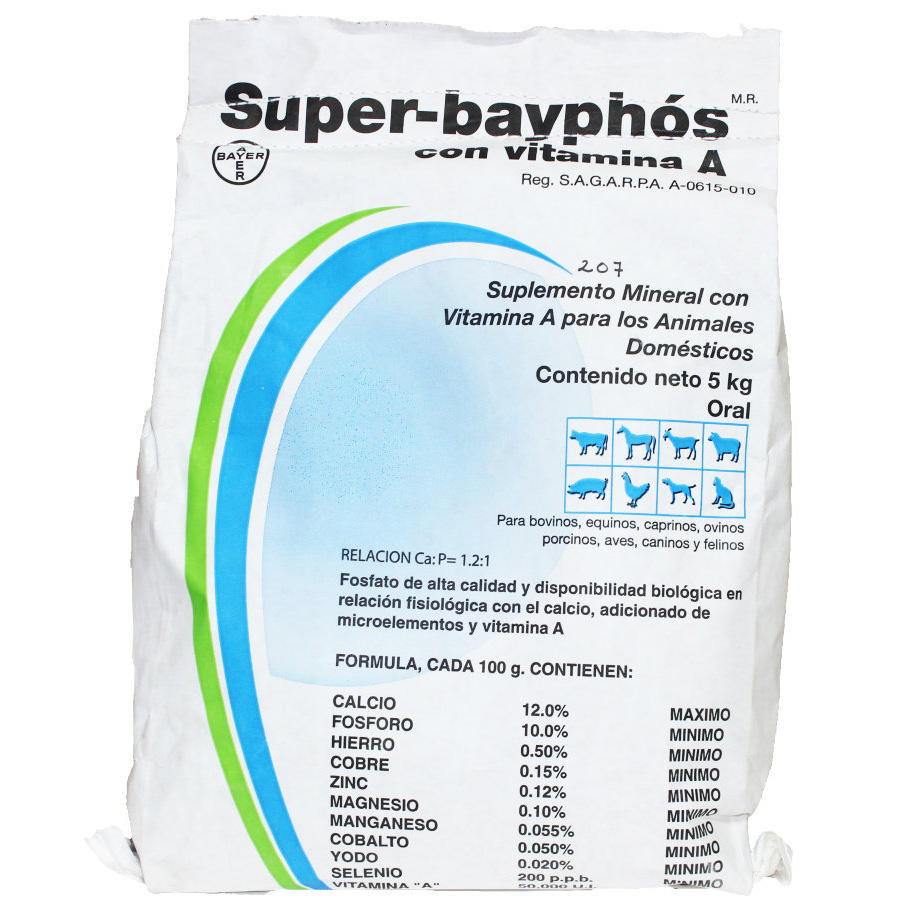 Super-bayphós M.R.
con vitamina A
BAYER
Reg. S.A.G.A.R.P.A. A-0615-010
207
Suplemento Mineral con
Vitamina A para los Animales
Domésticos
Contenido neto 5 kg
Oral
Para bovinos, equinos, caprinos, ovinos
porcinos, aves, caninos y felinos
RELACION Ca:P= 1.2:1
Fosfato de alta calidad y disponibilidad biológica en
relación fisiológica con el calcio, adicionado de
microelementos y vitamina A
FORMULA, CADA 100 g. CONTIENEN:
CALCIO 12.0% MAXIMO
FOSFORO 10.0% MINIMO
HIERRO 0.50% MINIMO
COBRE 0.15% MINIMO
ZINC 0.12% MINIMO
MAGNESIO 0.10% MINIMO
MANGANESO 0.055% MINIMO
COBALTO 0.050% MINIMO
YODO 0.020% MINIMO
SELENIO 200 p.p.b. MINIMO
VITAMINA "A" 50.000 U.I.